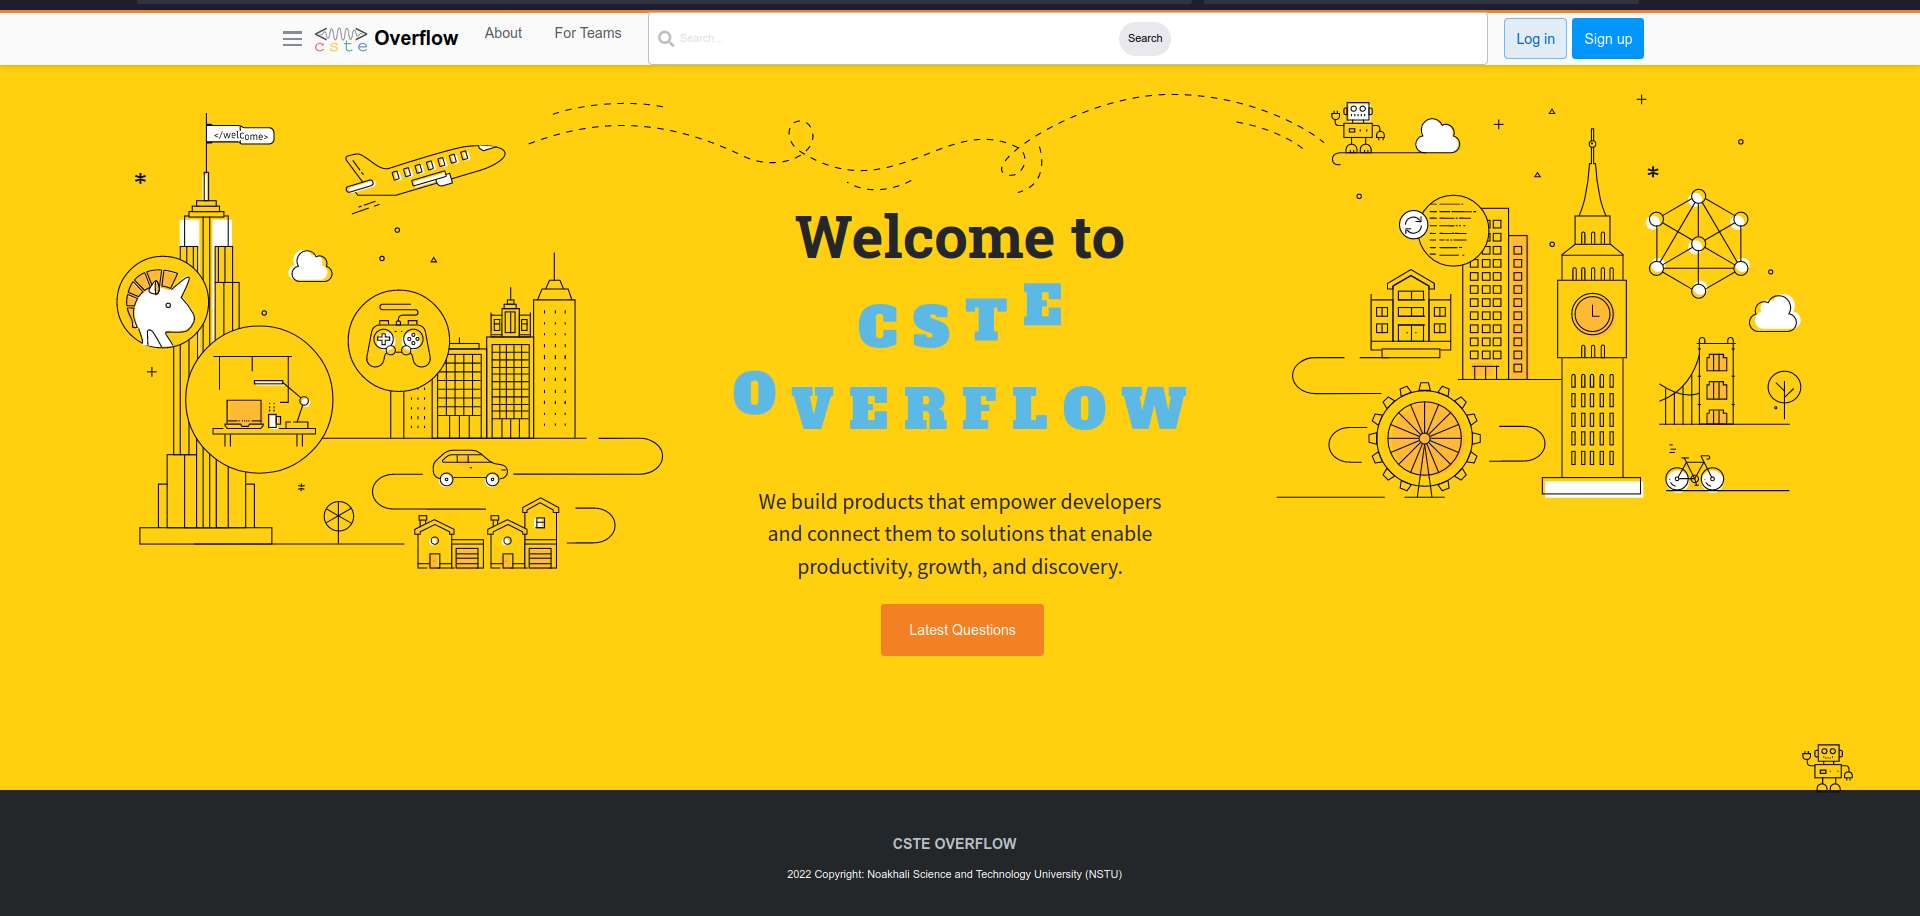 cste Overflow About For Teams Search... Search Log in Sign up
</welcome>
Welcome to
CSTE
OVERFLOW
We build products that empower developers
and connect them to solutions that enable
productivity, growth, and discovery.
Latest Questions
CSTE OVERFLOW
2022 Copyright: Noakhali Science and Technology University (NSTU)